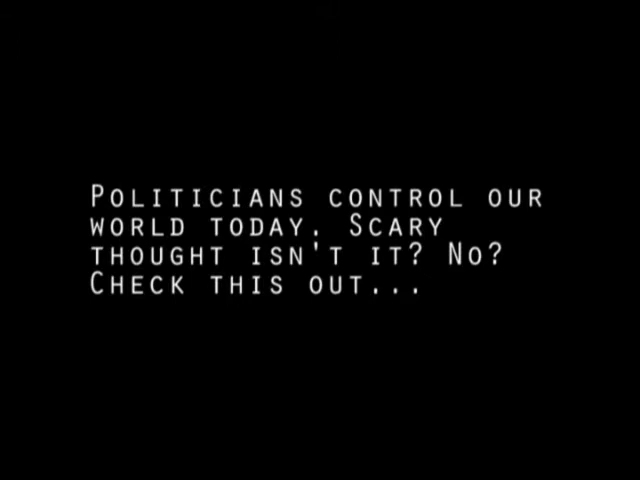 Politicians control our
world today. Scary
thought isn't it? No?
Check this out...